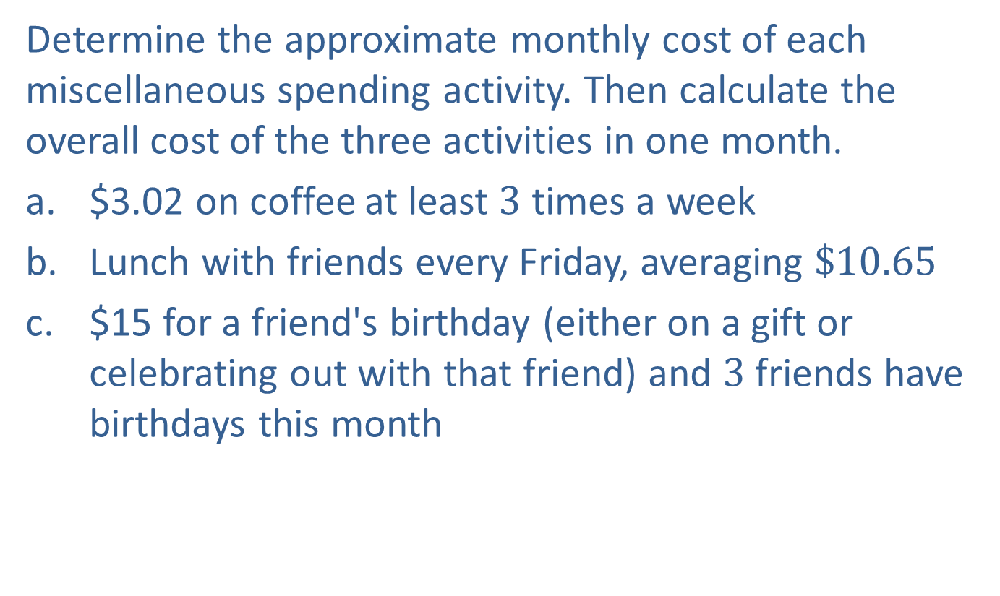 Determine the approximate monthly cost of each
miscellaneous spending activity. Then calculate the
overall cost of the three activities in one month.
a. $3.02 on coffee at least 3 times a week
b. Lunch with friends every Friday, averaging $10.65
c. $15 for a friend's birthday (either on a gift or
celebrating out with that friend) and 3 friends have
birthdays this month